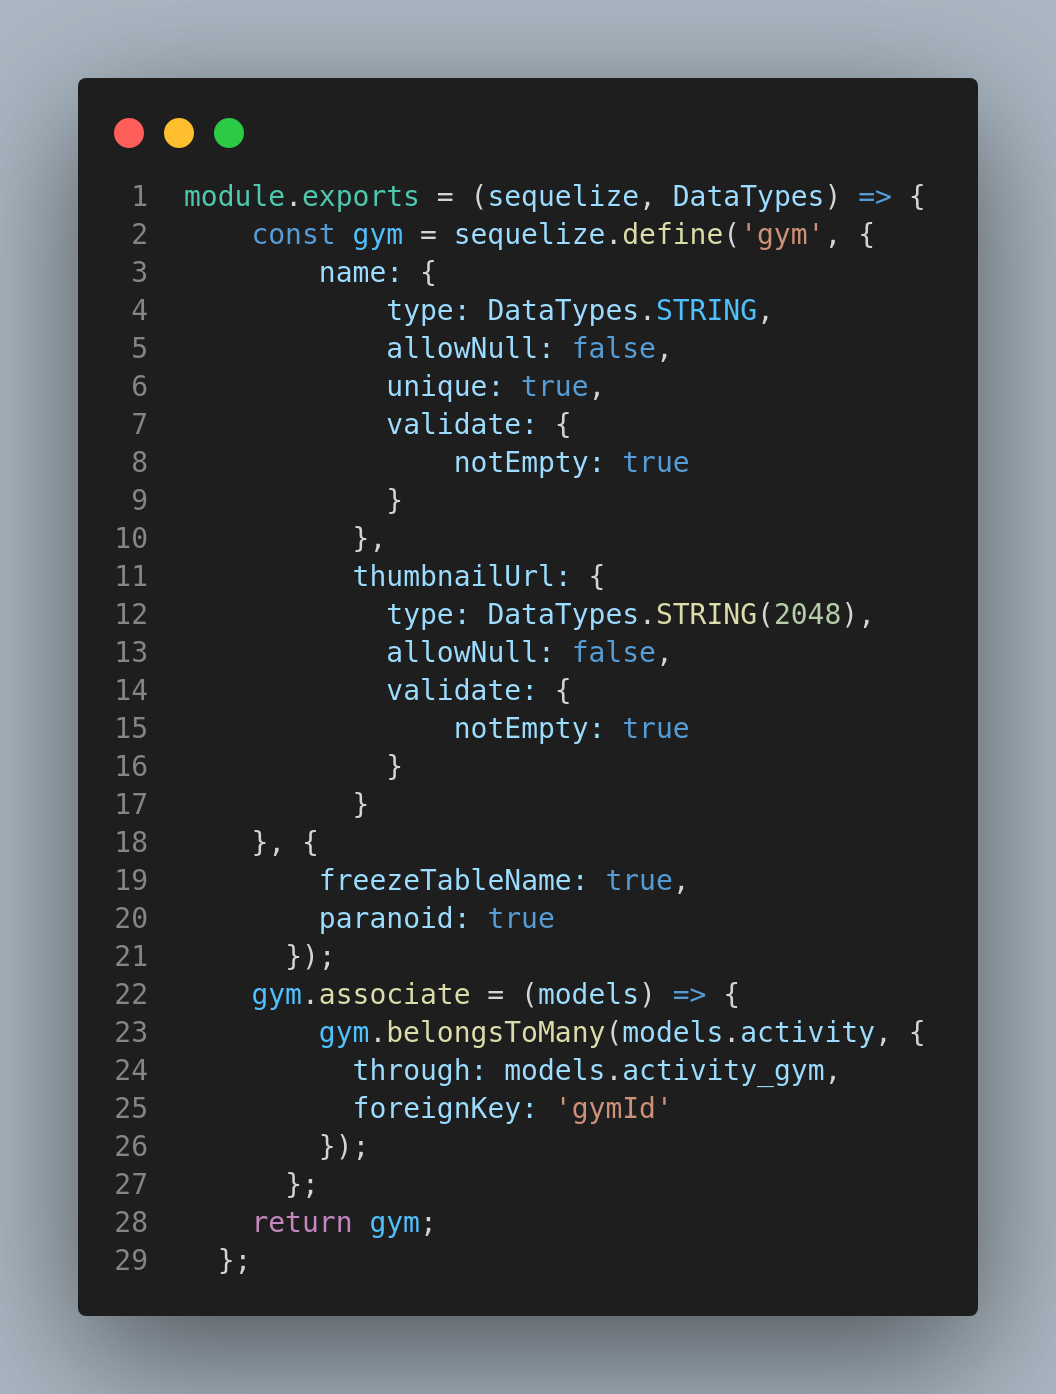 1 module.exports = (sequelize, DataTypes) => {
2     const gym = sequelize.define('gym', {
3         name: {
4             type: DataTypes.STRING,
5             allowNull: false,
6             unique: true,
7             validate: {
8                 notEmpty: true
9             }
10           },
11           thumbnailUrl: {
12             type: DataTypes.STRING(2048),
13             allowNull: false,
14             validate: {
15                 notEmpty: true
16             }
17           }
18     }, {
19         freezeTableName: true,
20         paranoid: true
21       });
22     gym.associate = (models) => {
23         gym.belongsToMany(models.activity, {
24           through: models.activity_gym,
25           foreignKey: 'gymId'
26         });
27       };
28     return gym;
29   };